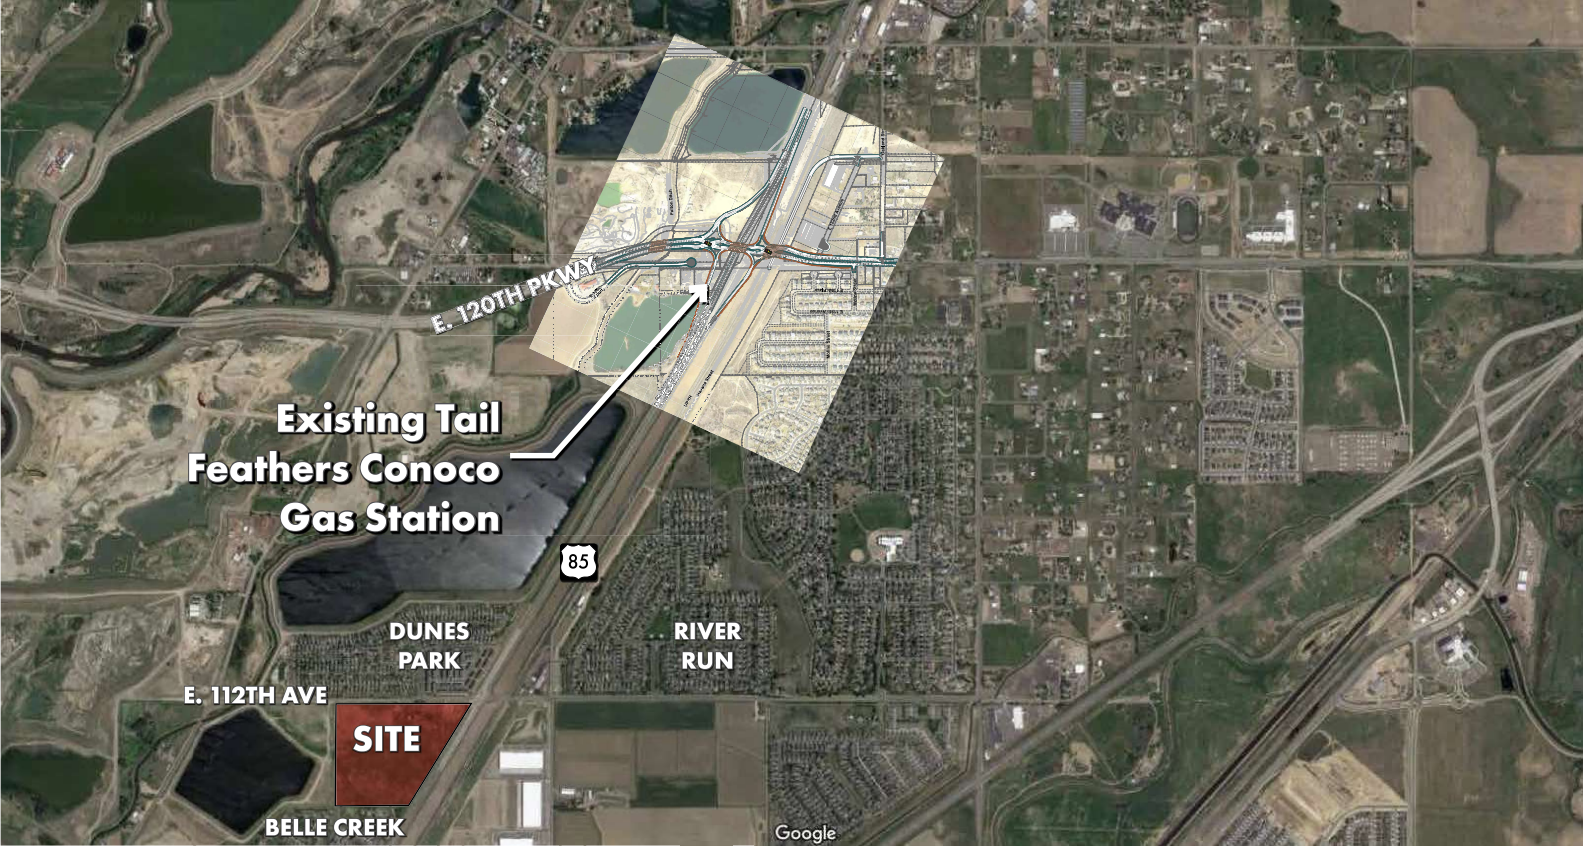 E. 120TH PKWY
Existing Tail
Feathers Conoco
Gas Station
85
DUNES
PARK
RIVER
RUN
E. 112TH AVE
SITE
BELLE CREEK
Google